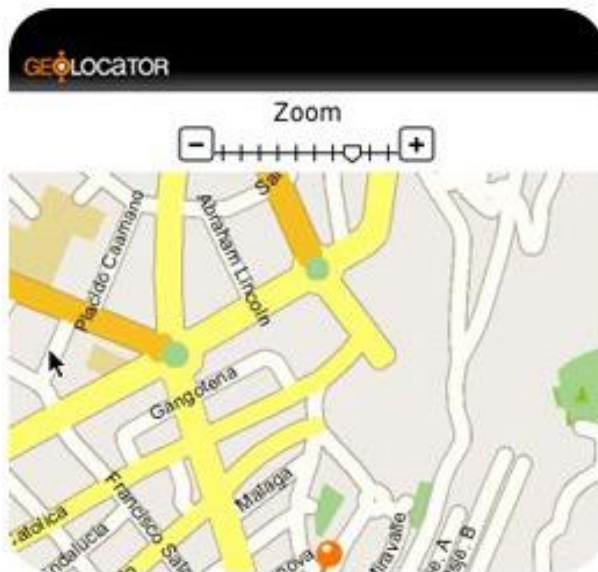 GEOLOCATOR
Zoom
- +
Placido Caamano
Abraham Lincoln
Gangotena
Malaga
Francisco
Miravalle